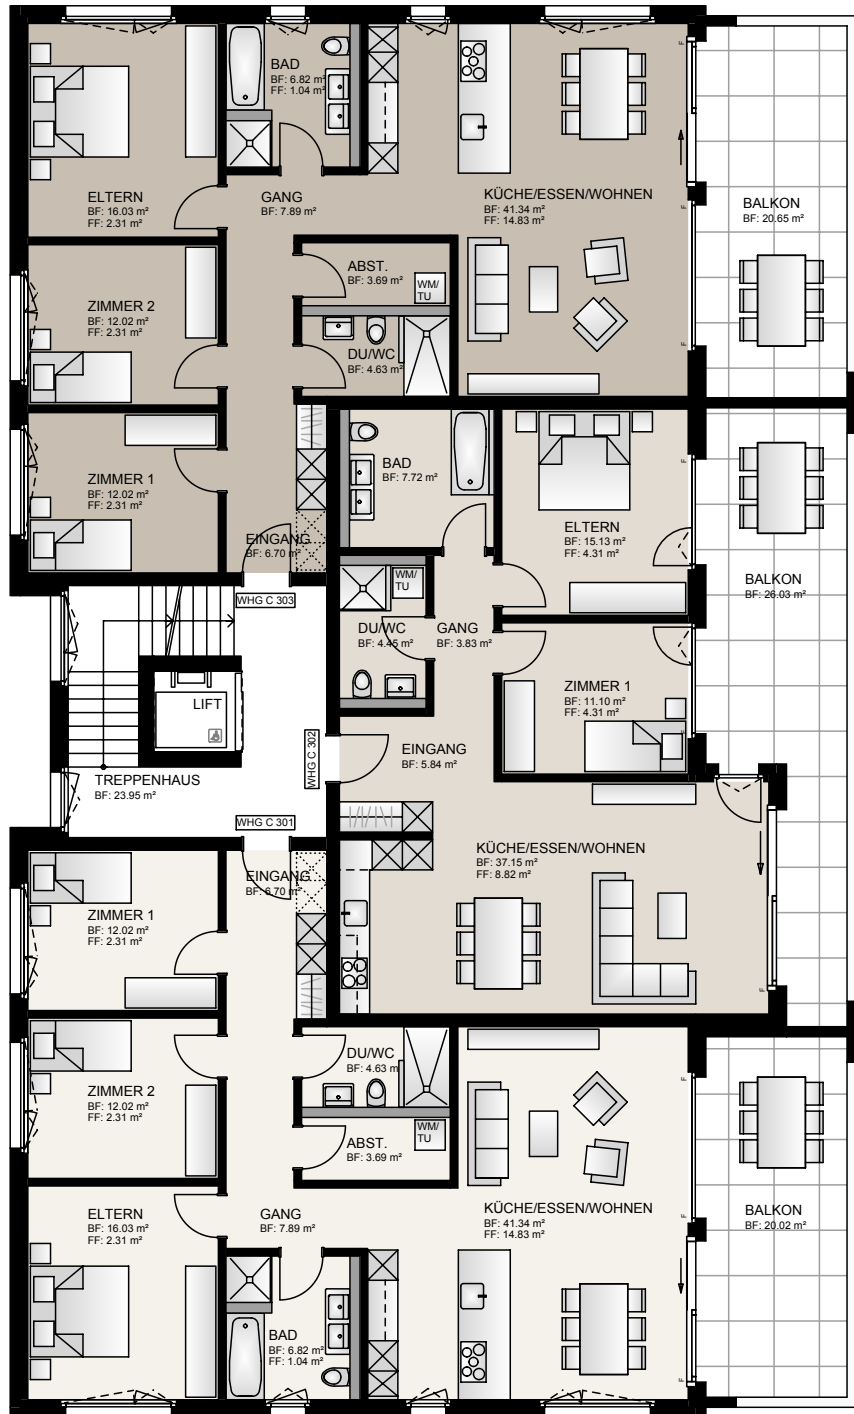 BAD
BF: 6.82 m²
FF: 1.04 m²
ELTERN
BF: 16.03 m²
FF: 2.31 m²
GANG
BF: 7.89 m²
KÜCHE/ESSEN/WOHNEN
BF: 41.34 m²
FF: 14.83 m²
BALKON
BF: 20.65 m²
ABST.
BF: 3.69 m²
WM/
TU
ZIMMER 2
BF: 12.02 m²
FF: 2.31 m²
DU/WC
BF: 4.63 m²
ZIMMER 1
BF: 12.02 m²
FF: 2.31 m²
BAD
BF: 7.72 m²
ELTERN
BF: 15.13 m²
FF: 4.31 m²
EINGANG
BF: 6.70 m²
BALKON
BF: 26.03 m²
WM/
TU
WHG C 303
DU/WC
BF: 4.45 m²
GANG
BF: 3.83 m²
ZIMMER 1
BF: 11.10 m²
FF: 4.31 m²
LIFT
WHG C 302
EINGANG
BF: 5.84 m²
TREPPENHAUS
BF: 23.95 m²
WHG C 301
KÜCHE/ESSEN/WOHNEN
BF: 37.15 m²
FF: 8.82 m²
EINGANG
BF: 6.70 m²
ZIMMER 1
BF: 12.02 m²
FF: 2.31 m²
DU/WC
BF: 4.63 m
ZIMMER 2
BF: 12.02 m²
FF: 2.31 m²
WM/
TU
ABST.
BF: 3.69 m²
ELTERN
BF: 16.03 m²
FF: 2.31 m²
GANG
BF: 7.89 m²
KÜCHE/ESSEN/WOHNEN
BF: 41.34 m²
FF: 14.83 m²
BALKON
BF: 20.02 m²
BAD
BF: 6.82 m²
FF: 1.04 m²